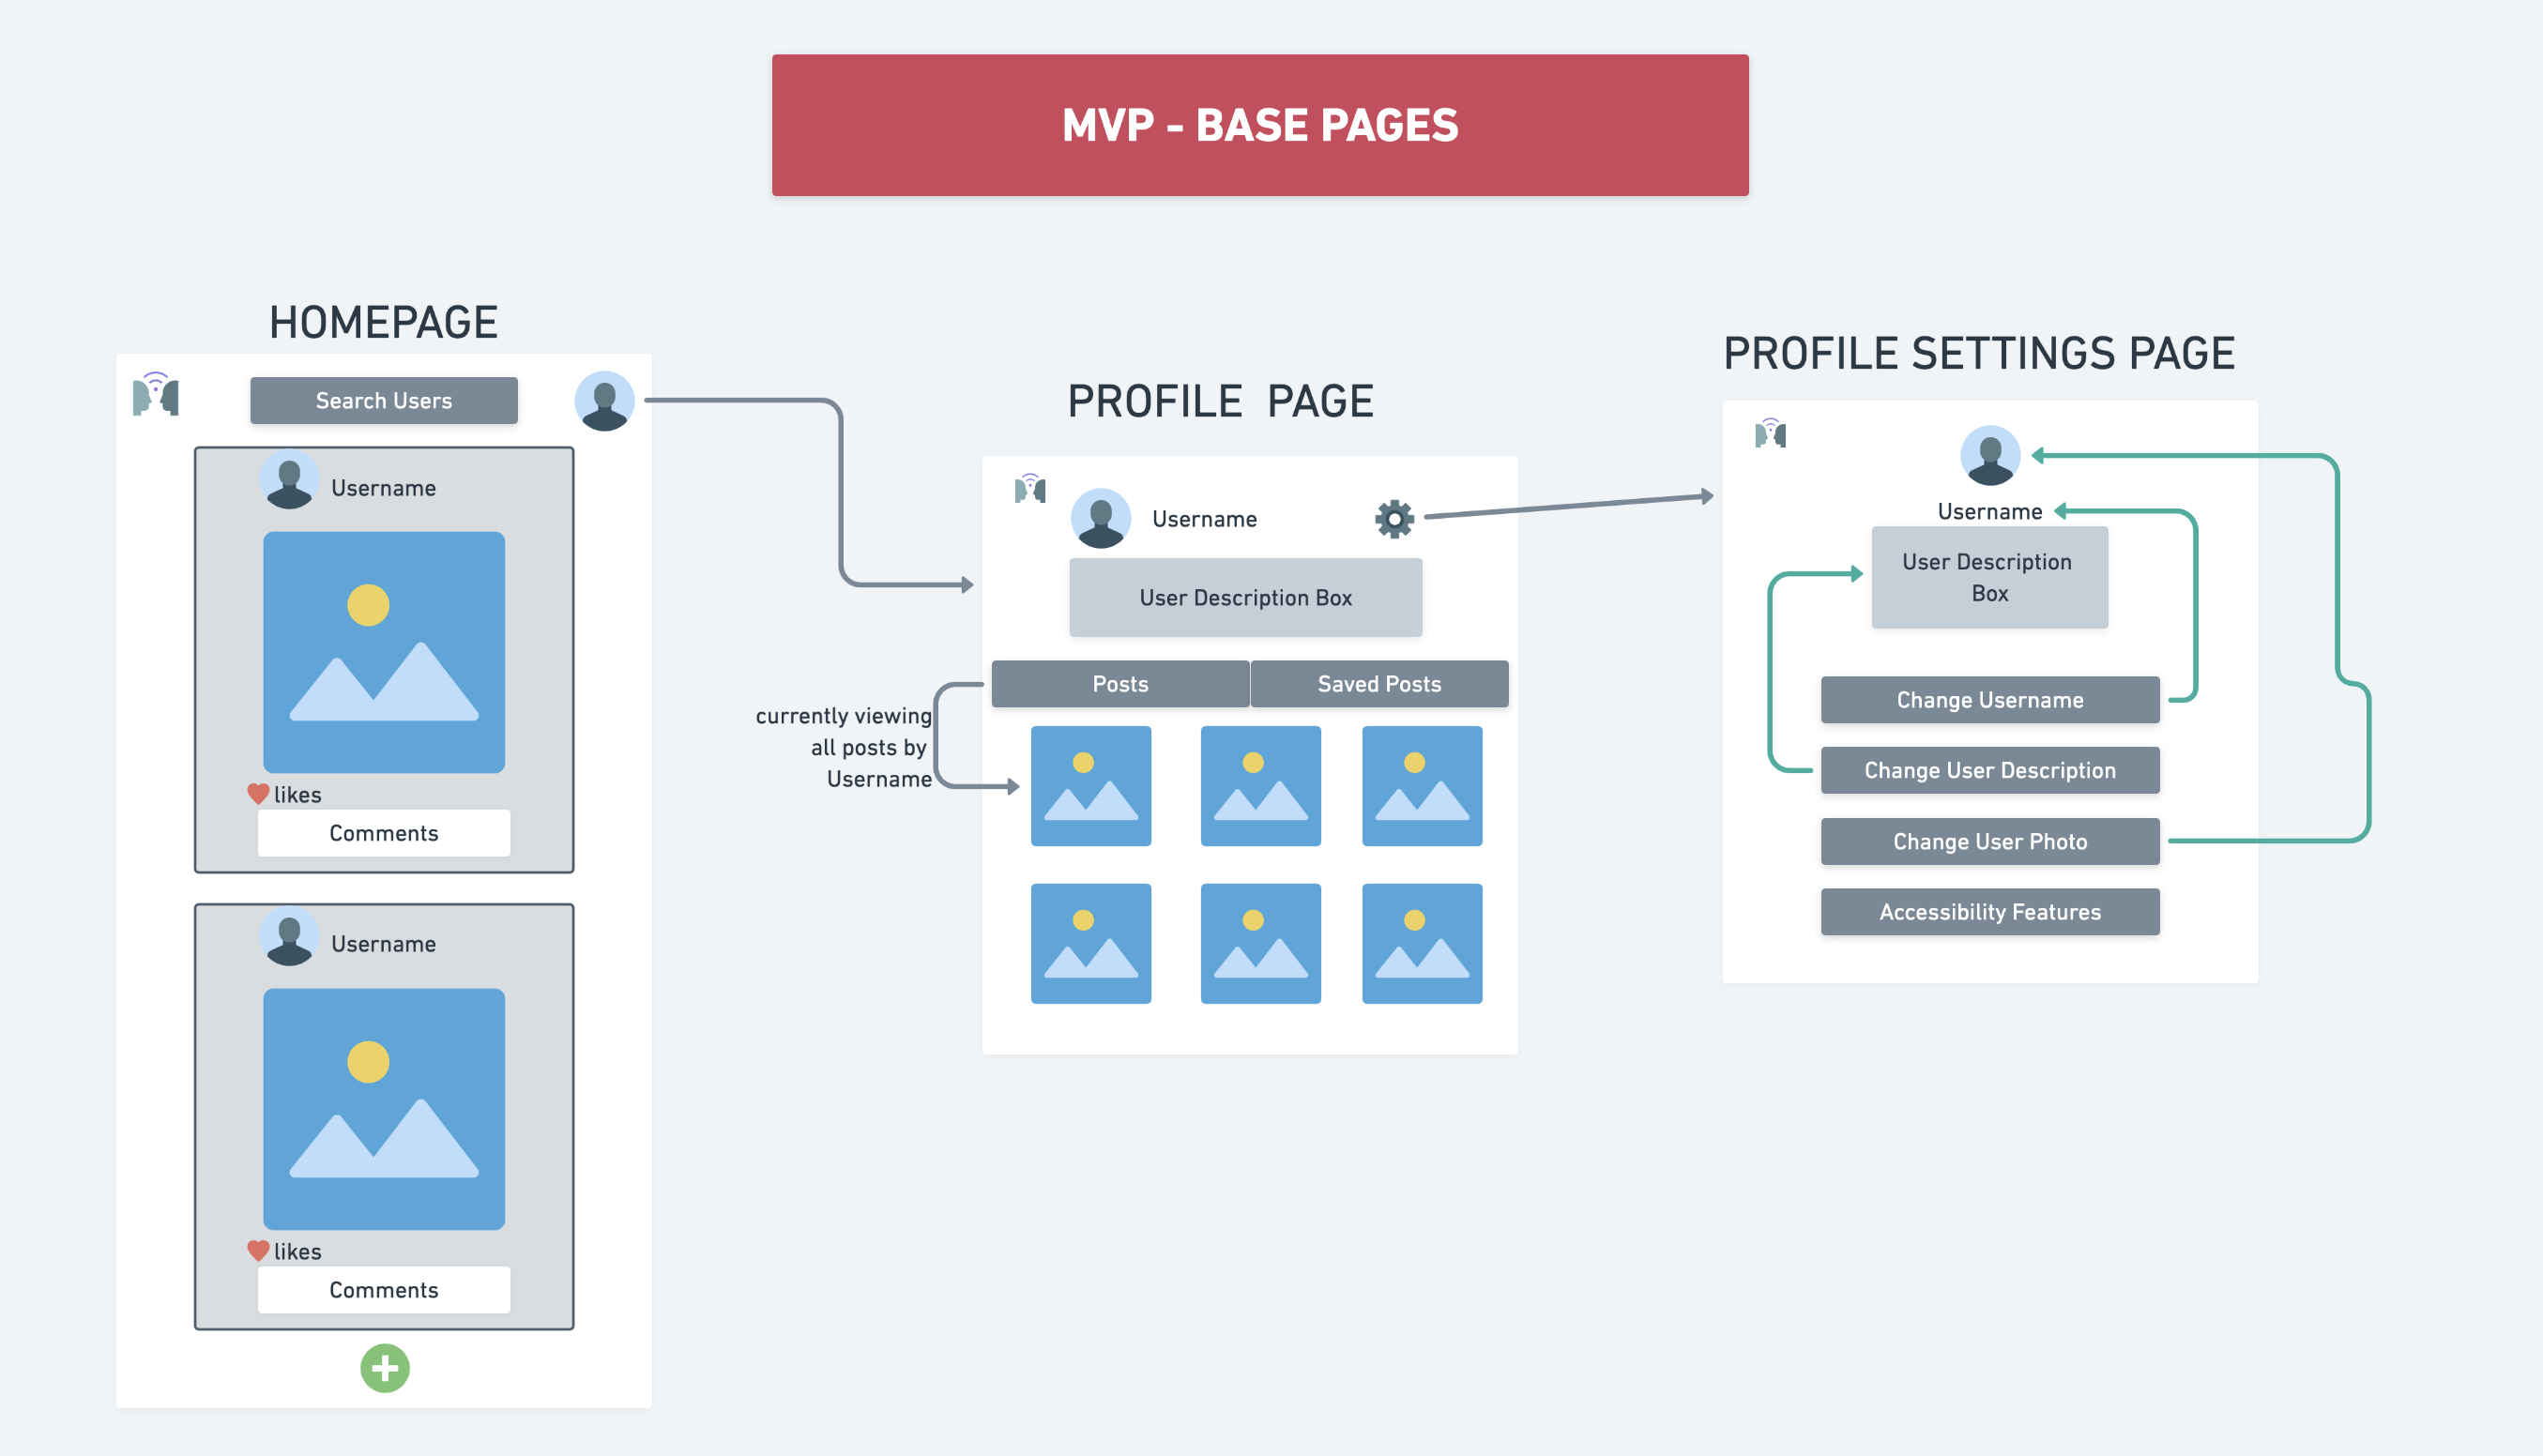 MVP - BASE PAGES
HOMEPAGE
Search Users
Username
likes
Comments
Username
likes
Comments
PROFILE  PAGE
Username
User Description Box
Posts
Saved Posts
currently viewing
all posts by
Username
PROFILE SETTINGS PAGE
Username
User Description
Box
Change Username
Change User Description
Change User Photo
Accessibility Features